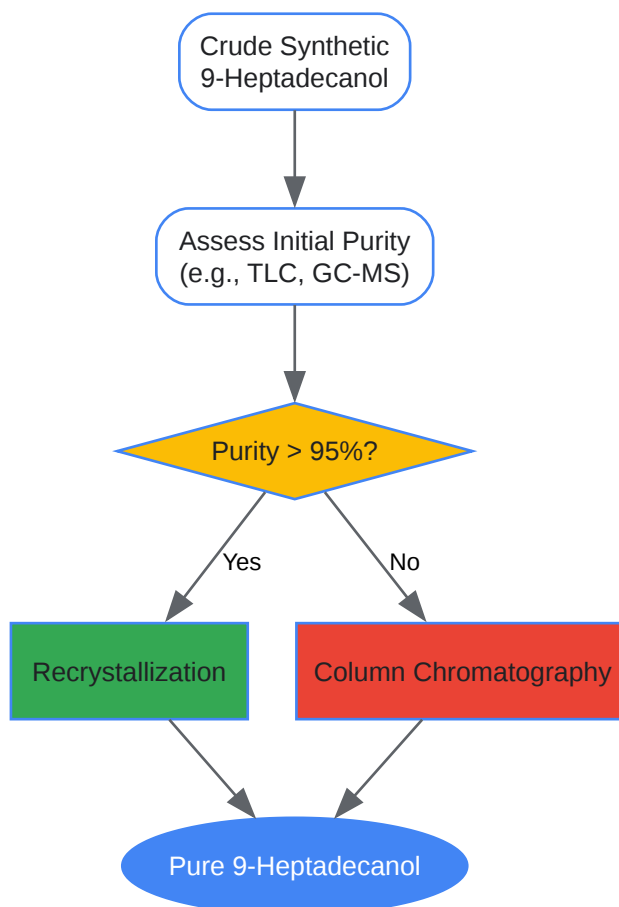 Crude Synthetic
9-Heptadecanol
Assess Initial Purity
(e.g., TLC, GC-MS)
Purity > 95%?
Yes
No
Recrystallization
Column Chromatography
Pure 9-Heptadecanol